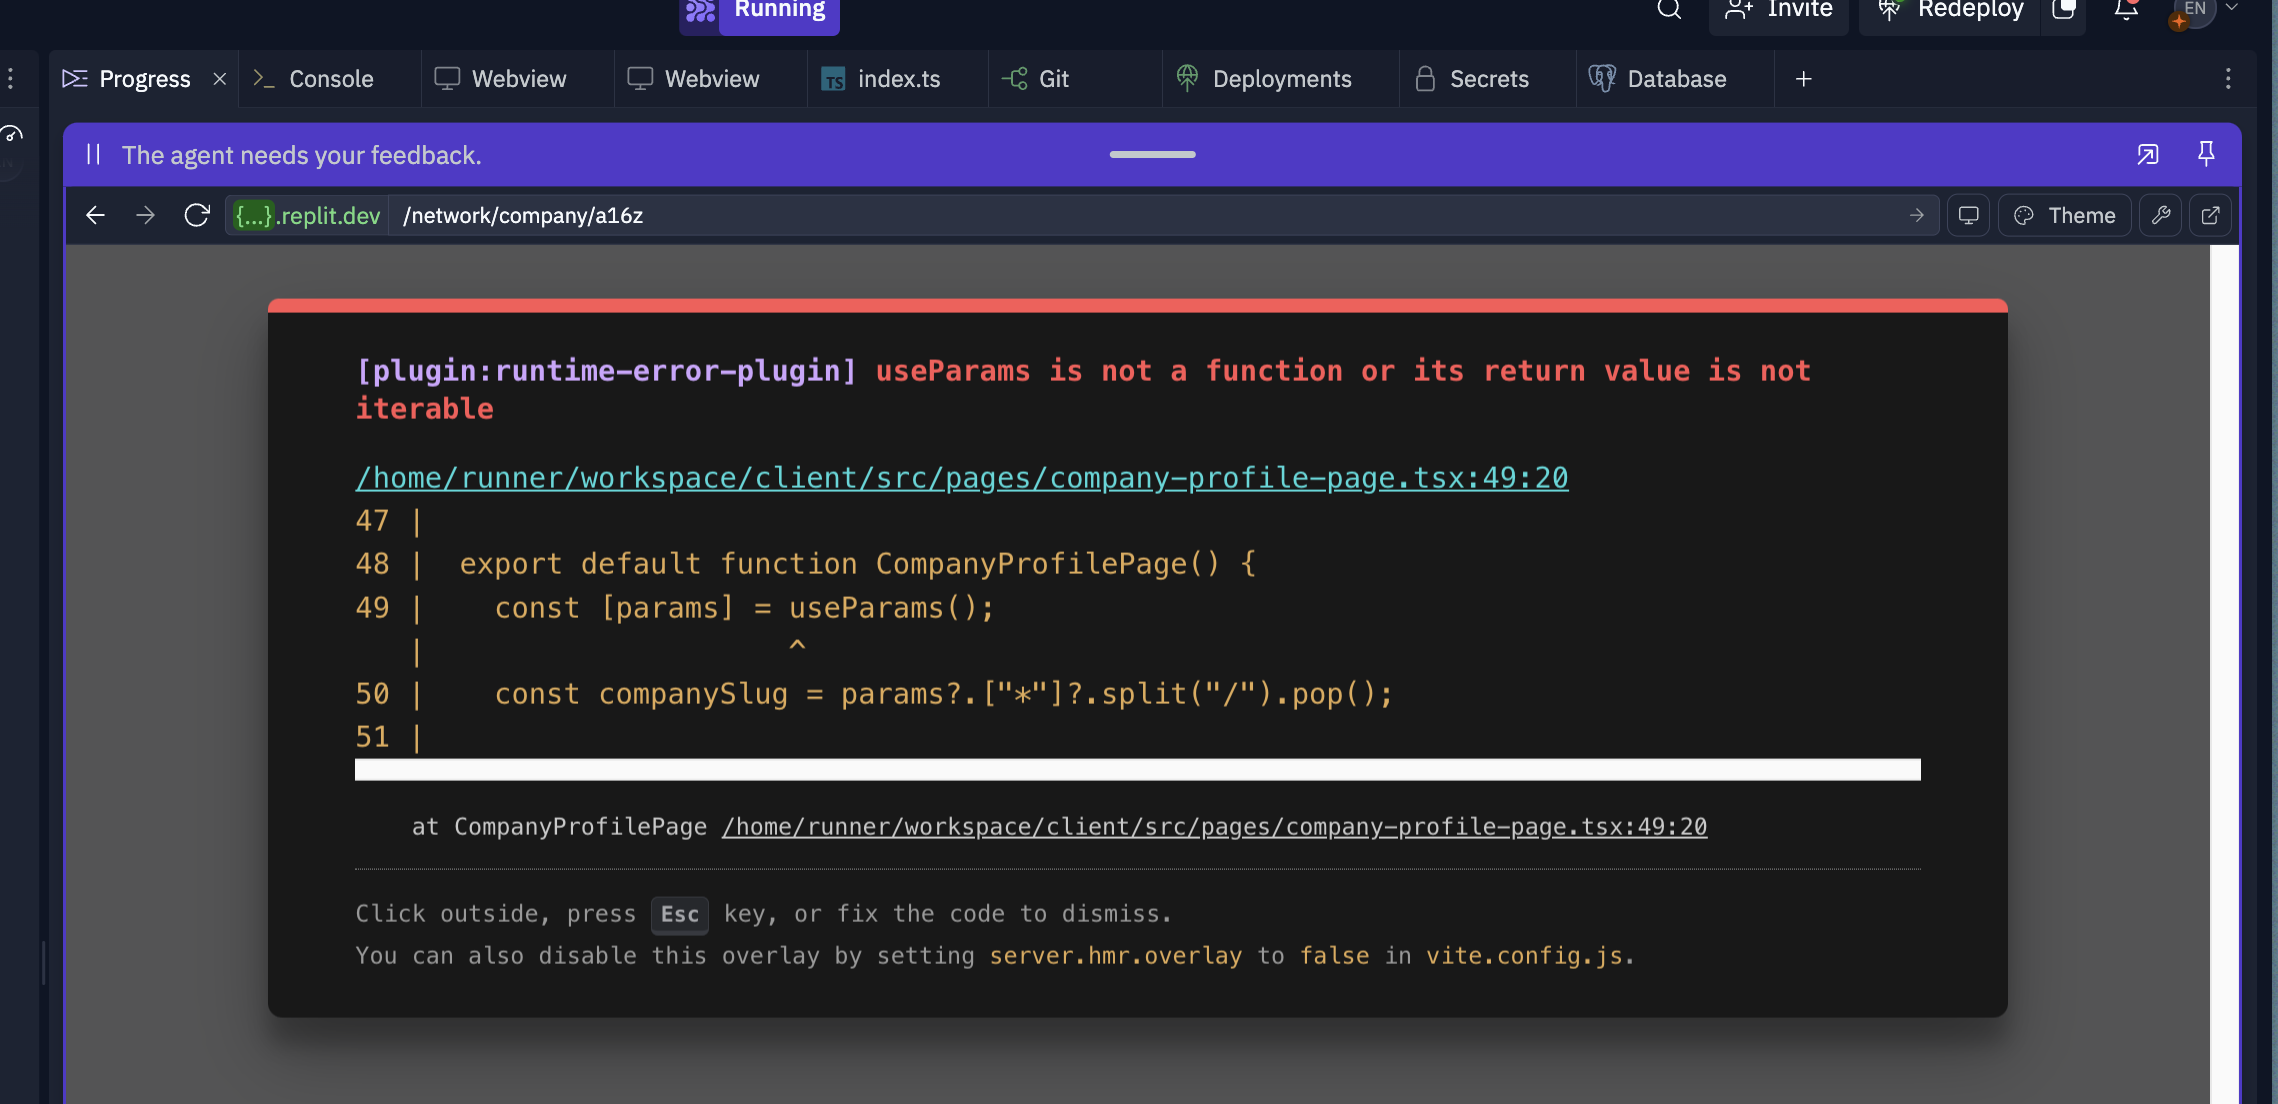 Running
Invite
Redeploy
EN
Progress
Console
Webview
Webview
TS index.ts
Git
Deployments
Secrets
Database
The agent needs your feedback.
{...}.replit.dev /network/company/a16z
Theme
[plugin:runtime-error-plugin] useParams is not a function or its return value is not
iterable
/home/runner/workspace/client/src/pages/company-profile-page.tsx:49:20
47 |
48 |  export default function CompanyProfilePage() {
49 |    const [params] = useParams();
   |                     ^
50 |    const companySlug = params?.["*"]?.split("/").pop();
51 |
at CompanyProfilePage /home/runner/workspace/client/src/pages/company-profile-page.tsx:49:20
Click outside, press Esc key, or fix the code to dismiss.
You can also disable this overlay by setting server.hmr.overlay to false in vite.config.js.